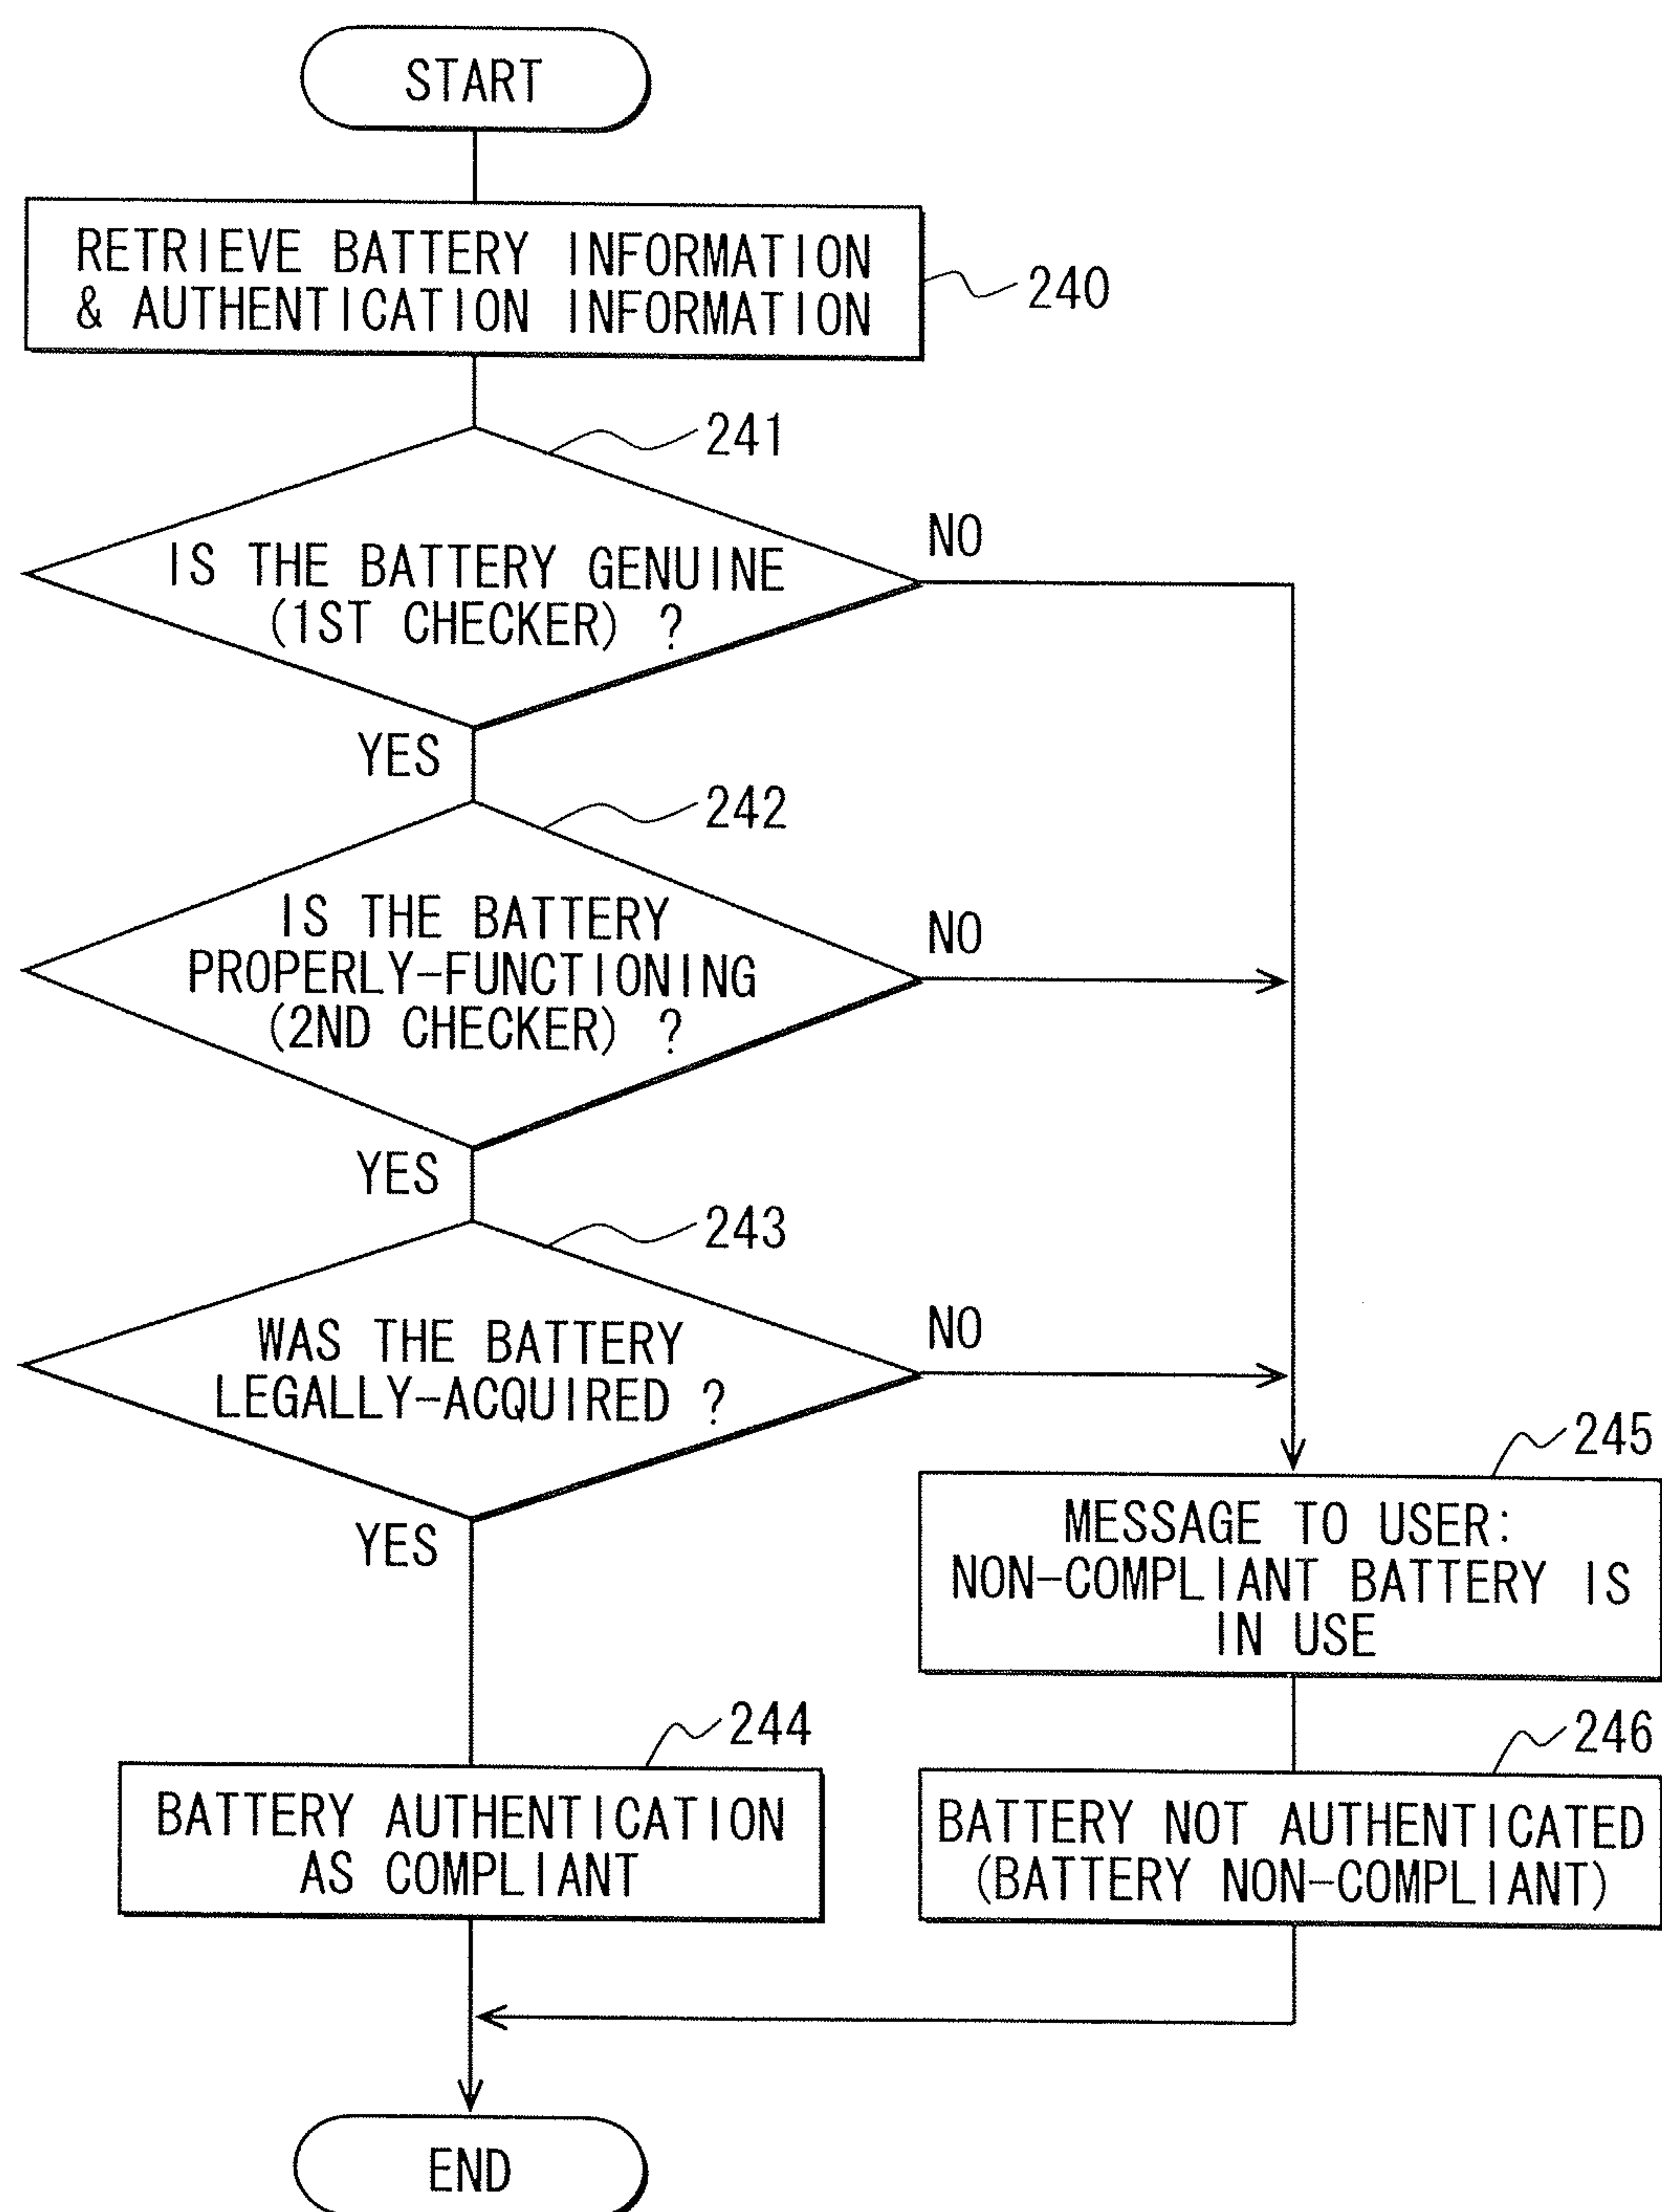 START
RETRIEVE BATTERY INFORMATION
& AUTHENTICATION INFORMATION
240
241
IS THE BATTERY GENUINE
(1ST CHECKER) ?
NO
YES
242
IS THE BATTERY
PROPERLY-FUNCTIONING
(2ND CHECKER) ?
NO
YES
243
WAS THE BATTERY
LEGALLY-ACQUIRED ?
NO
YES
245
MESSAGE TO USER:
NON-COMPLIANT BATTERY IS
IN USE
244
BATTERY AUTHENTICATION
AS COMPLIANT
246
BATTERY NOT AUTHENTICATED
(BATTERY NON-COMPLIANT)
END